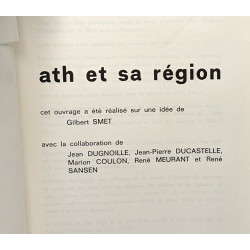 ath et sa région
cet ouvrage a été réalisé sur une idée de
Gilbert SMET
avec la collaboration de
Jean DUGNOILLE, Jean-Pierre DUCASTELLE,
Marion COULON, René MEURANT et René
SANSEN